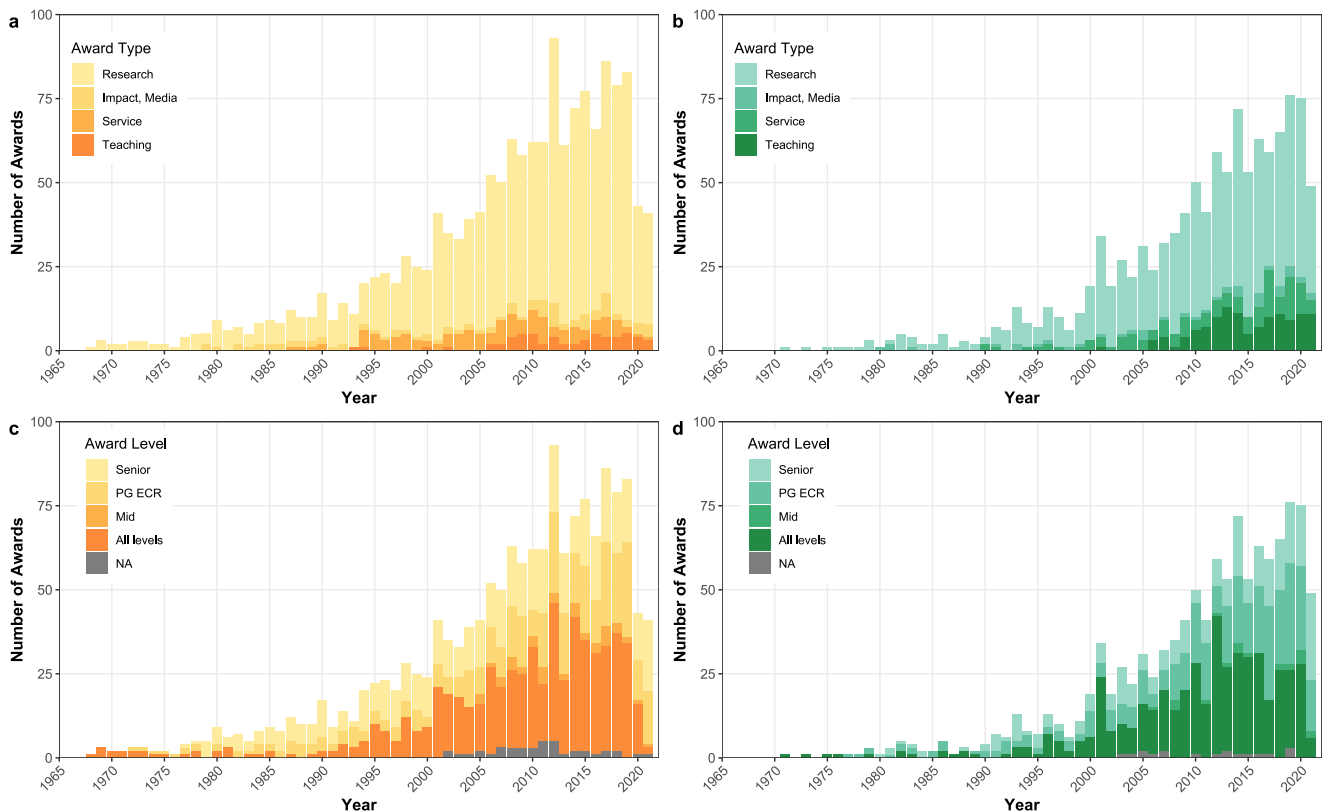 a
Award Type
Research
Impact, Media
Service
Teaching
Number of Awards
100
75
50
25
0
1965 1970 1975 1980 1985 1990 1995 2000 2005 2010 2015 2020
Year
b
Award Type
Research
Impact, Media
Service
Teaching
Number of Awards
100
75
50
25
0
1965 1970 1975 1980 1985 1990 1995 2000 2005 2010 2015 2020
Year
c
Award Level
Senior
PG ECR
Mid
All levels
NA
Number of Awards
100
75
50
25
0
1965 1970 1975 1980 1985 1990 1995 2000 2005 2010 2015 2020
Year
d
Award Level
Senior
PG ECR
Mid
All levels
NA
Number of Awards
100
75
50
25
0
1965 1970 1975 1980 1985 1990 1995 2000 2005 2010 2015 2020
Year